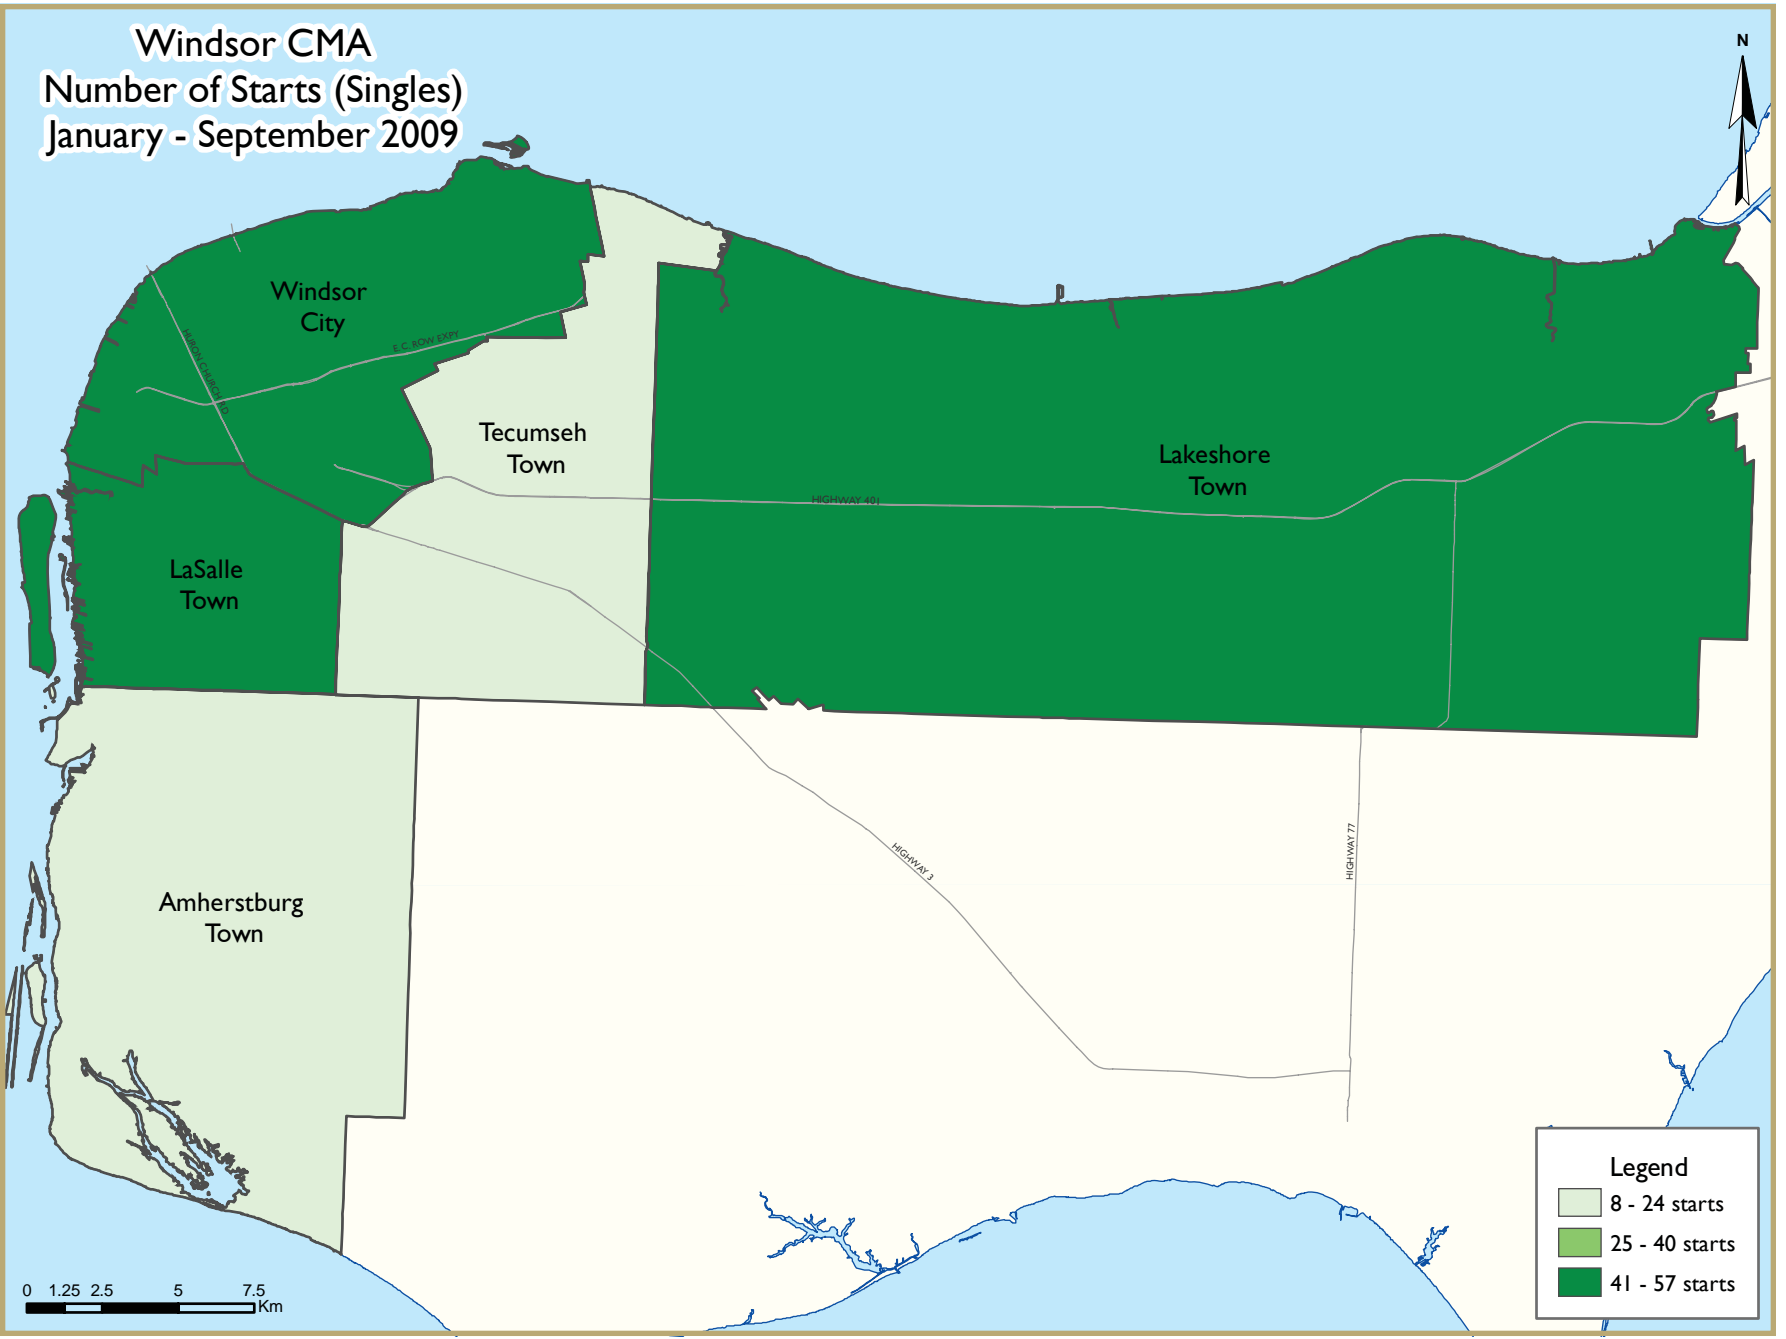 Windsor CMA
Number of Starts (Singles)
January - September 2009
N
Windsor
City
HURON CHURCH RD
E.C. ROW EXPY
Tecumseh
Town
Lakeshore
Town
HIGHWAY 401
LaSalle
Town
HIGHWAY 3
HIGHWAY 77
Amherstburg
Town
Legend
8 - 24 starts
25 - 40 starts
41 - 57 starts
0 1.25 2.5 5 7.5
Km